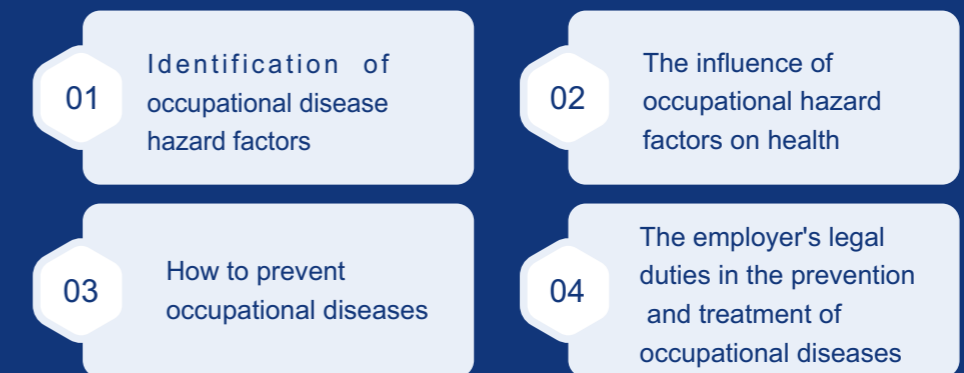 01
Identification of
occupational disease
hazard factors
02
The influence of
occupational hazard
factors on health
03
How to prevent
occupational diseases
04
The employer's legal
duties in the prevention
and treatment of
occupational diseases